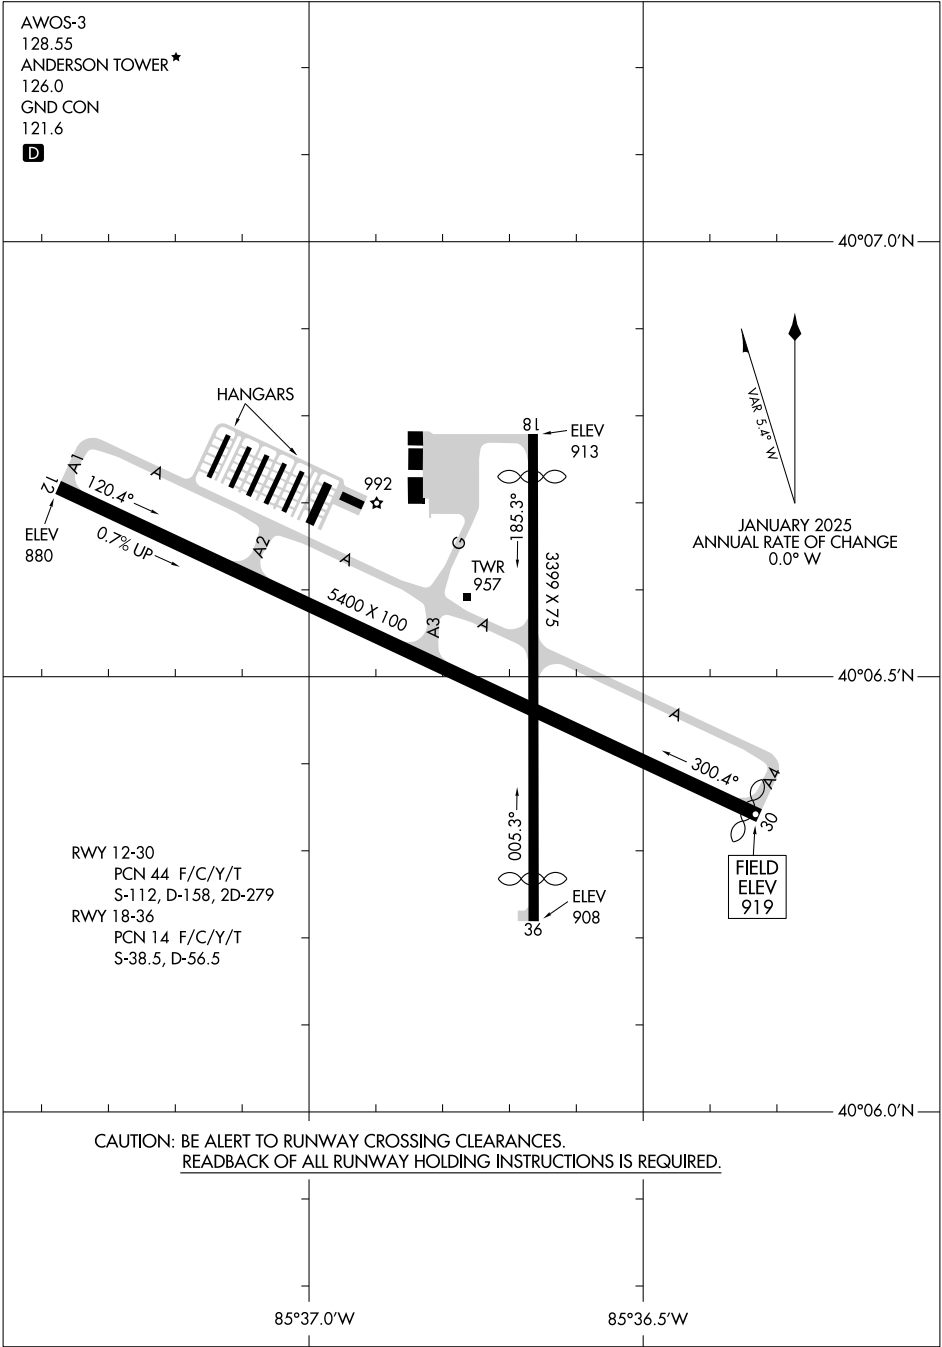 AWOS-3
128.55
ANDERSON TOWER★
126.0
GND CON
121.6
D
40°07.0'N
HANGARS
18
ELEV
913
VAR 5.4° W
992
A1
A
12
120.4°
0.7% UP
ELEV
880
185.3°
JANUARY 2025
ANNUAL RATE OF CHANGE
0.0° W
A2
A
G
TWR
957
3399 X 75
5400 X 100
A3
A
40°06.5'N
A
300.4°
A4
30
005.3°
FIELD
ELEV
919
RWY 12-30
PCN 44 F/C/Y/T
S-112, D-158, 2D-279
RWY 18-36
PCN 14 F/C/Y/T
S-38.5, D-56.5
ELEV
908
36
40°06.0'N
CAUTION: BE ALERT TO RUNWAY CROSSING CLEARANCES.
READBACK OF ALL RUNWAY HOLDING INSTRUCTIONS IS REQUIRED.
85°37.0'W
85°36.5'W